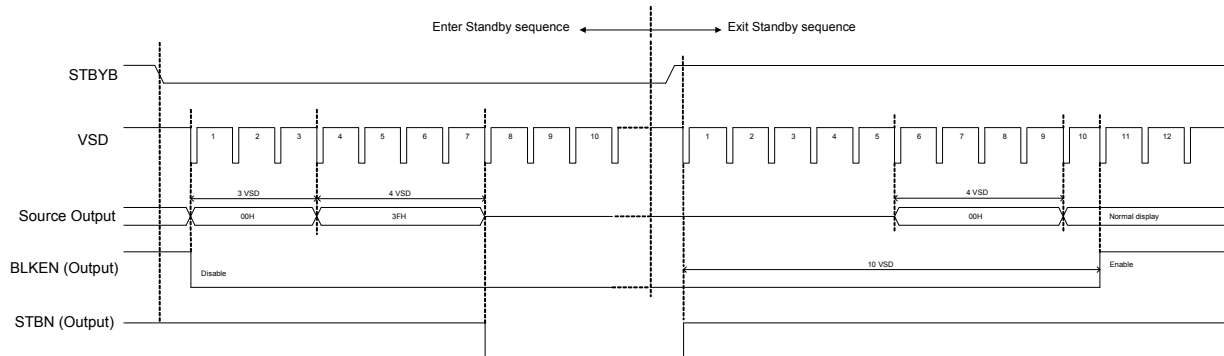 Enter Standby sequence Exit Standby sequence
STBYB
VSD 1 2 3 4 5 6 7 8 9 10 1 2 3 4 5 6 7 8 9 10 11 12
3 VSD 4 VSD 4 VSD
Source Output 00H 3FH 00H Normal display
BLKEN (Output) Disable 10 VSD Enable
STBN (Output)